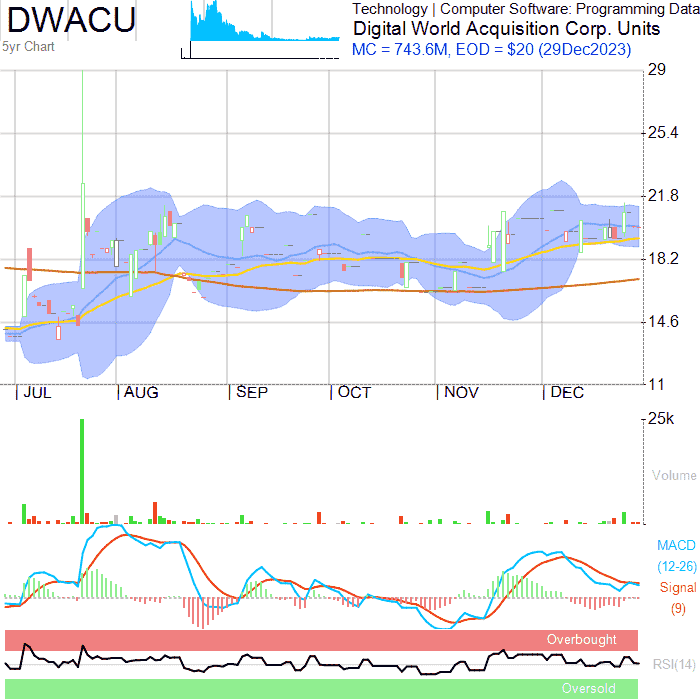 DWACU
5yr Chart
Technology | Computer Software: Programming Data
Digital World Acquisition Corp. Units
MC = 743.6M, EOD = $20 (29Dec2023)
29
25.4
21.8
18.2
14.6
11
JUL AUG SEP OCT NOV DEC
25k
Volume
MACD
(12-26)
Signal
(9)
Overbought
RSI(14)
Oversold